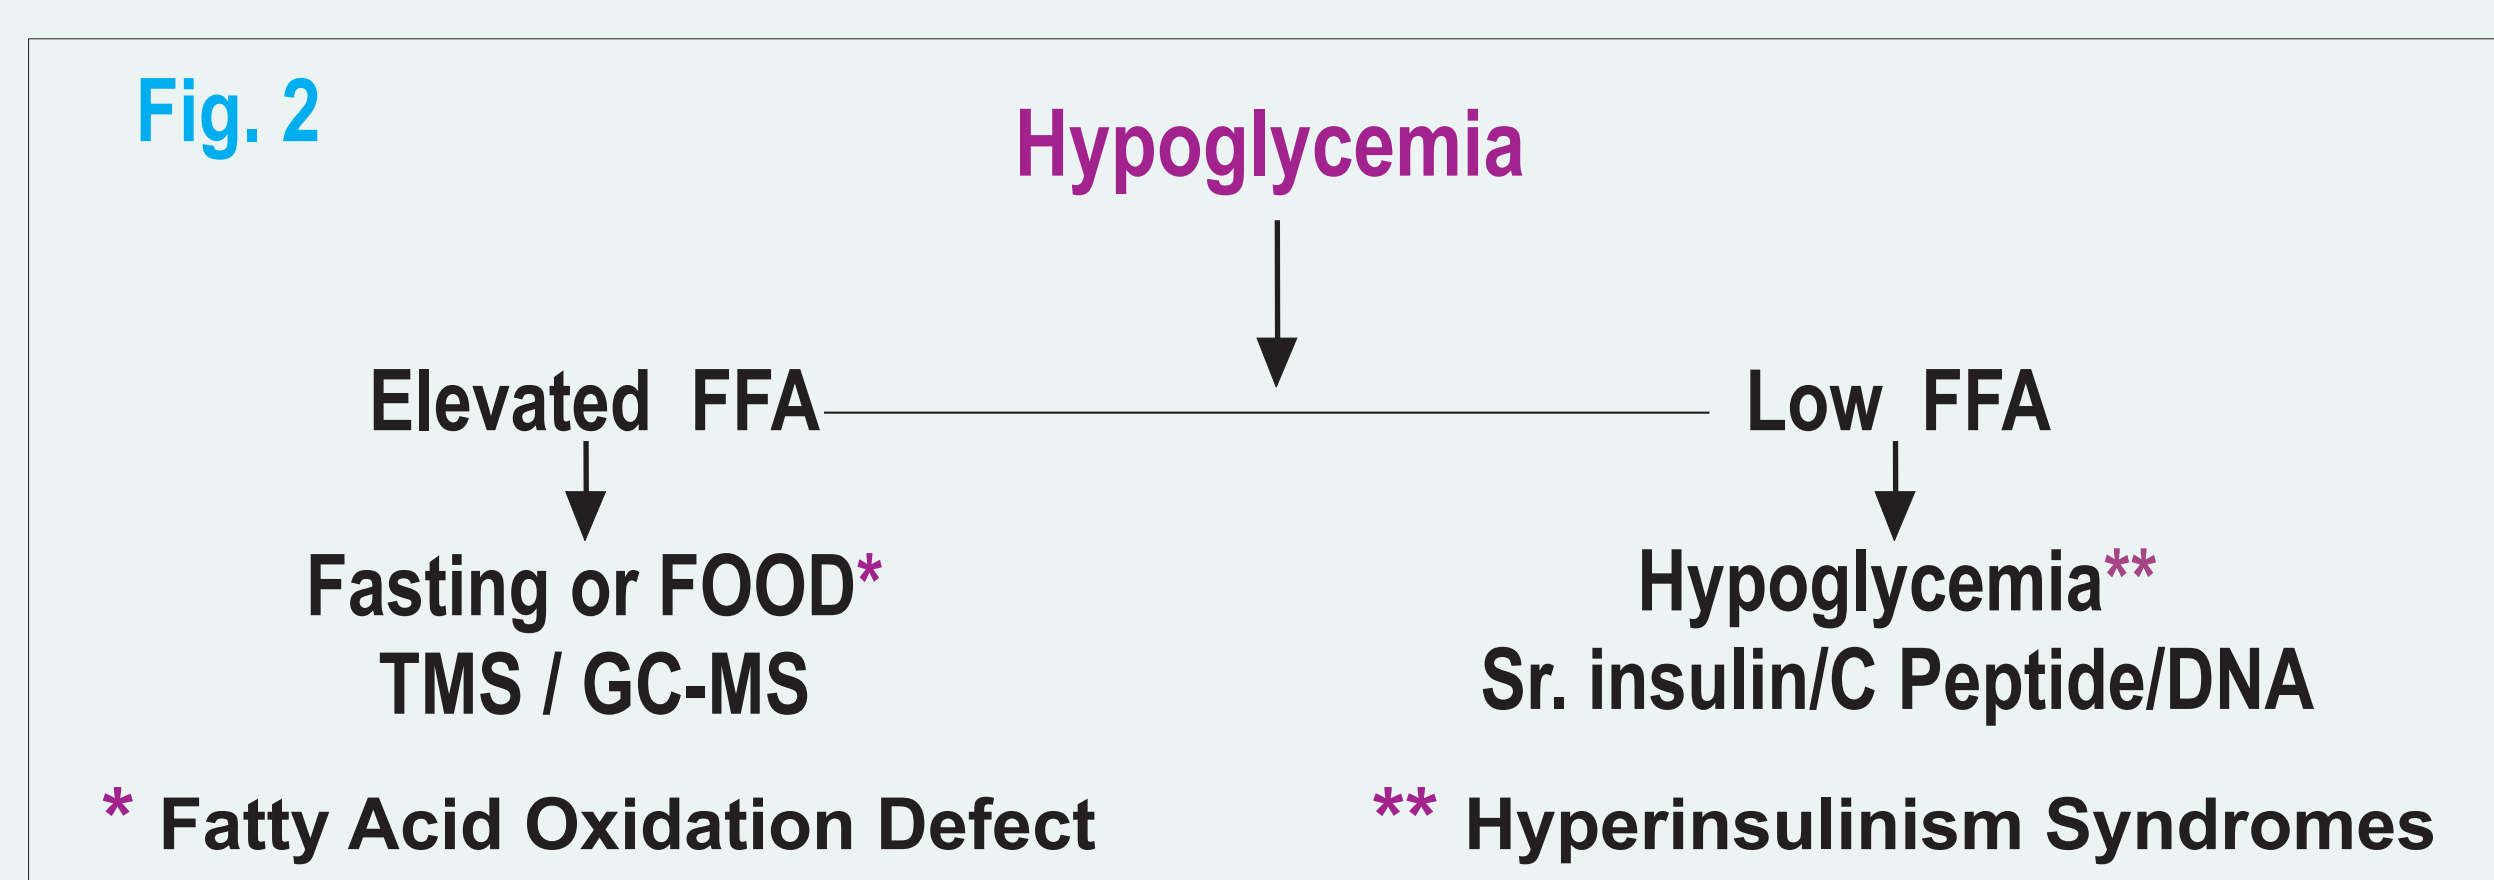 Fig. 2
Hypoglycemia
Elevated FFA
Low FFA
Fasting or FOOD*
TMS / GC-MS
Hypoglycemia**
Sr. insulin/C Peptide/DNA
* Fatty Acid Oxidation Defect
** Hyperinsulinism Syndromes